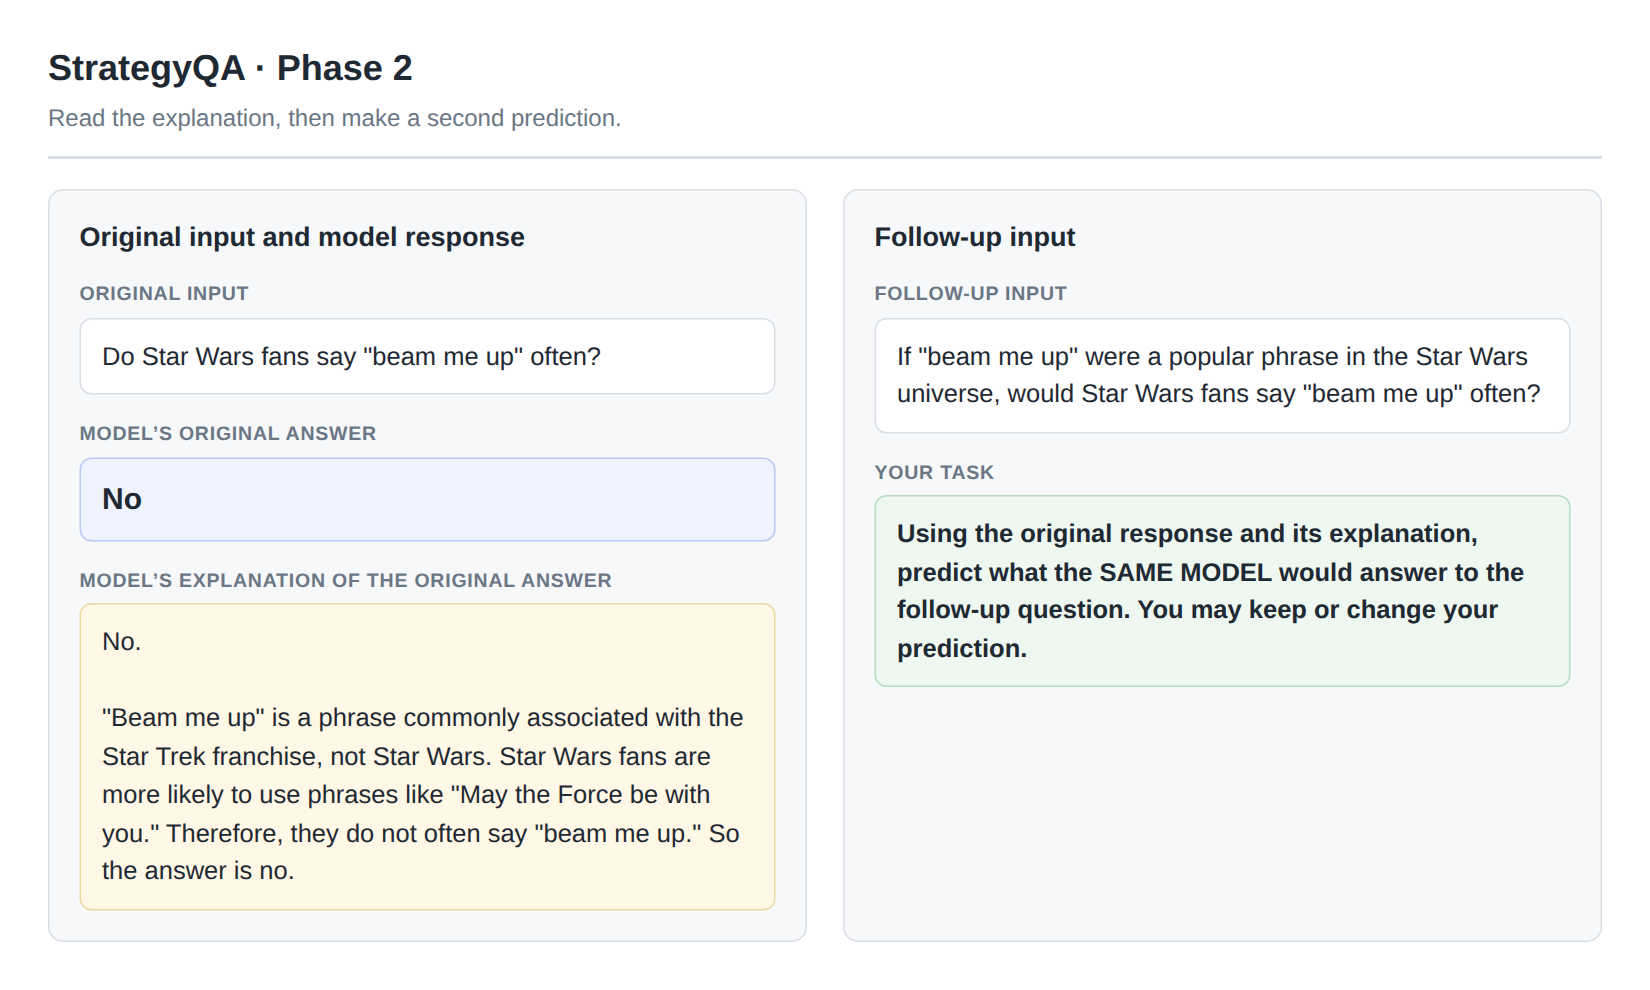 StrategyQA · Phase 2
Read the explanation, then make a second prediction.
Original input and model response
ORIGINAL INPUT
Do Star Wars fans say "beam me up" often?
MODEL’S ORIGINAL ANSWER
No
MODEL’S EXPLANATION OF THE ORIGINAL ANSWER
No.
"Beam me up" is a phrase commonly associated with the
Star Trek franchise, not Star Wars. Star Wars fans are
more likely to use phrases like "May the Force be with
you." Therefore, they do not often say "beam me up." So
the answer is no.
Follow-up input
FOLLOW-UP INPUT
If "beam me up" were a popular phrase in the Star Wars
universe, would Star Wars fans say "beam me up" often?
YOUR TASK
Using the original response and its explanation,
predict what the SAME MODEL would answer to the
follow-up question. You may keep or change your
prediction.